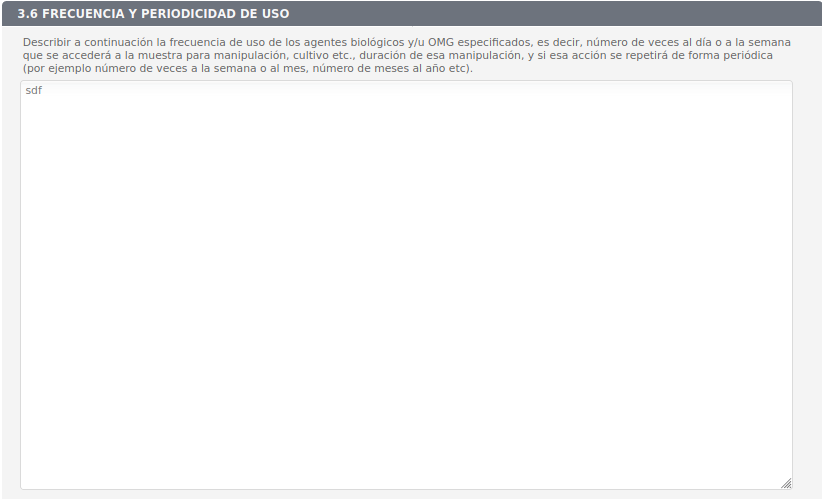 3.6 FRECUENCIA Y PERIODICIDAD DE USO
Describir a continuación la frecuencia de uso de los agentes biológicos y/u OMG especificados, es decir, número de veces al día o a la semana
que se accederá a la muestra para manipulación, cultivo etc., duración de esa manipulación, y si esa acción se repetirá de forma periódica
(por ejemplo número de veces a la semana o al mes, número de meses al año etc).
sdf